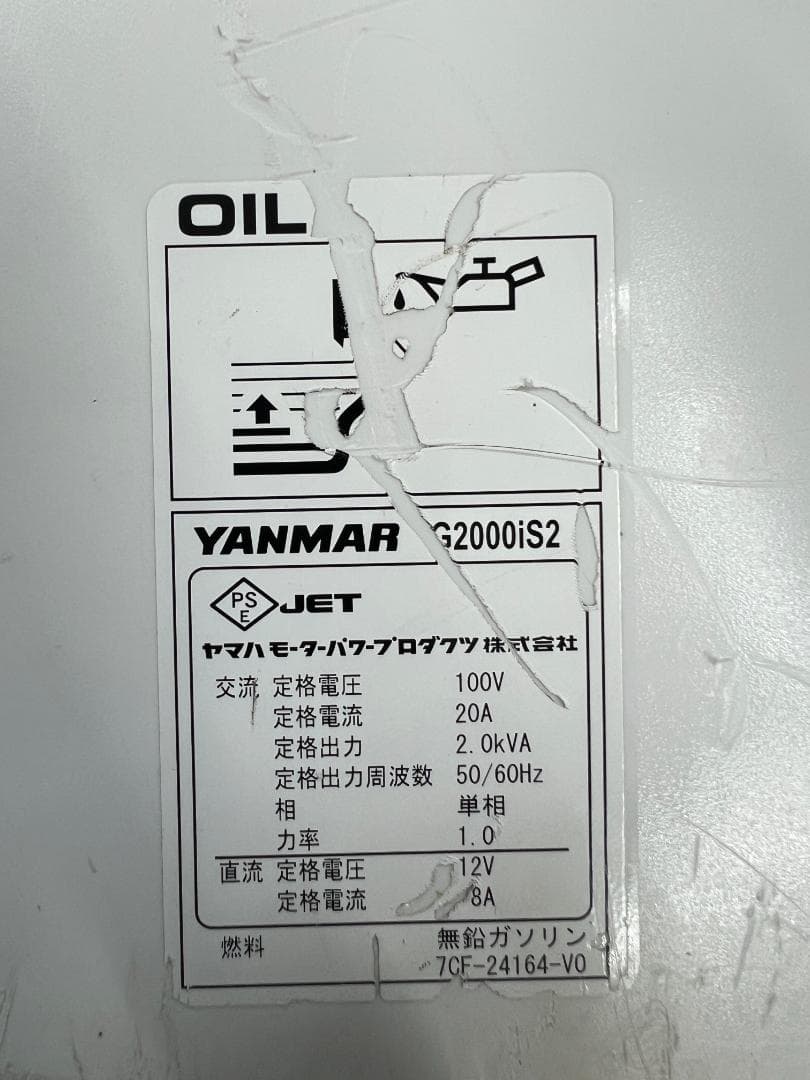 OIL
YANMAR G2000iS2
PS
E
JET
ヤマハモーターパワープロダクツ株式会社
交流 定格電圧 100V
定格電流 20A
定格出力 2.0kVA
定格出力周波数 50/60Hz
相 単相
力率 1.0
直流 定格電圧 12V
定格電流 8A
燃料 無鉛ガソリン
7CF-24164-V0